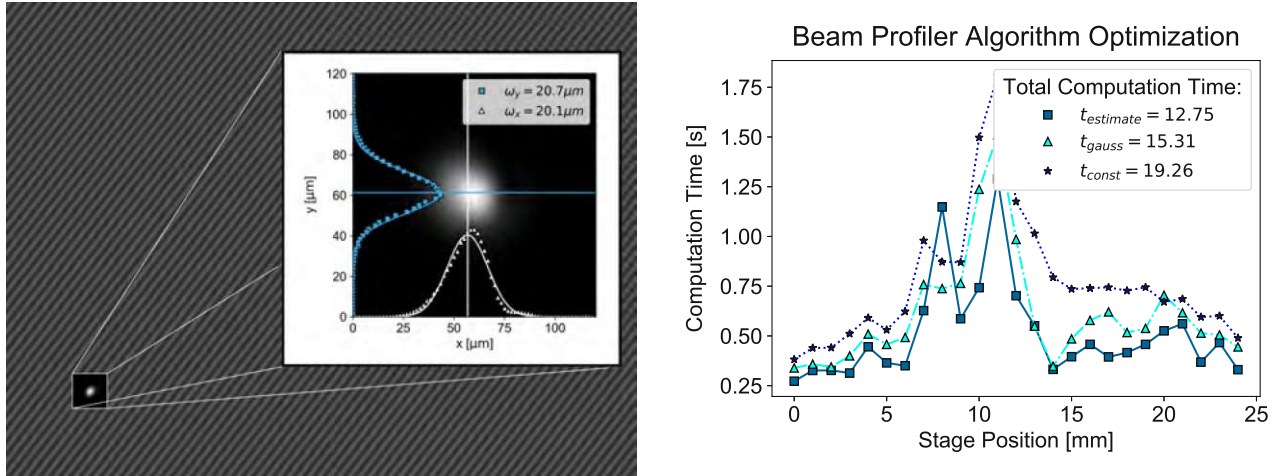 120
100
80
60
40
20
0
y [μm]
ωy = 20.7μm
ωx = 20.1μm
0 25 50 75 100
x [μm]
Beam Profiler Algorithm Optimization
Total Computation Time:
t_estimate = 12.75
t_gauss = 15.31
t_const = 19.26
1.75
1.50
1.25
1.00
0.75
0.50
0.25
Computation Time [s]
0 5 10 15 20 25
Stage Position [mm]